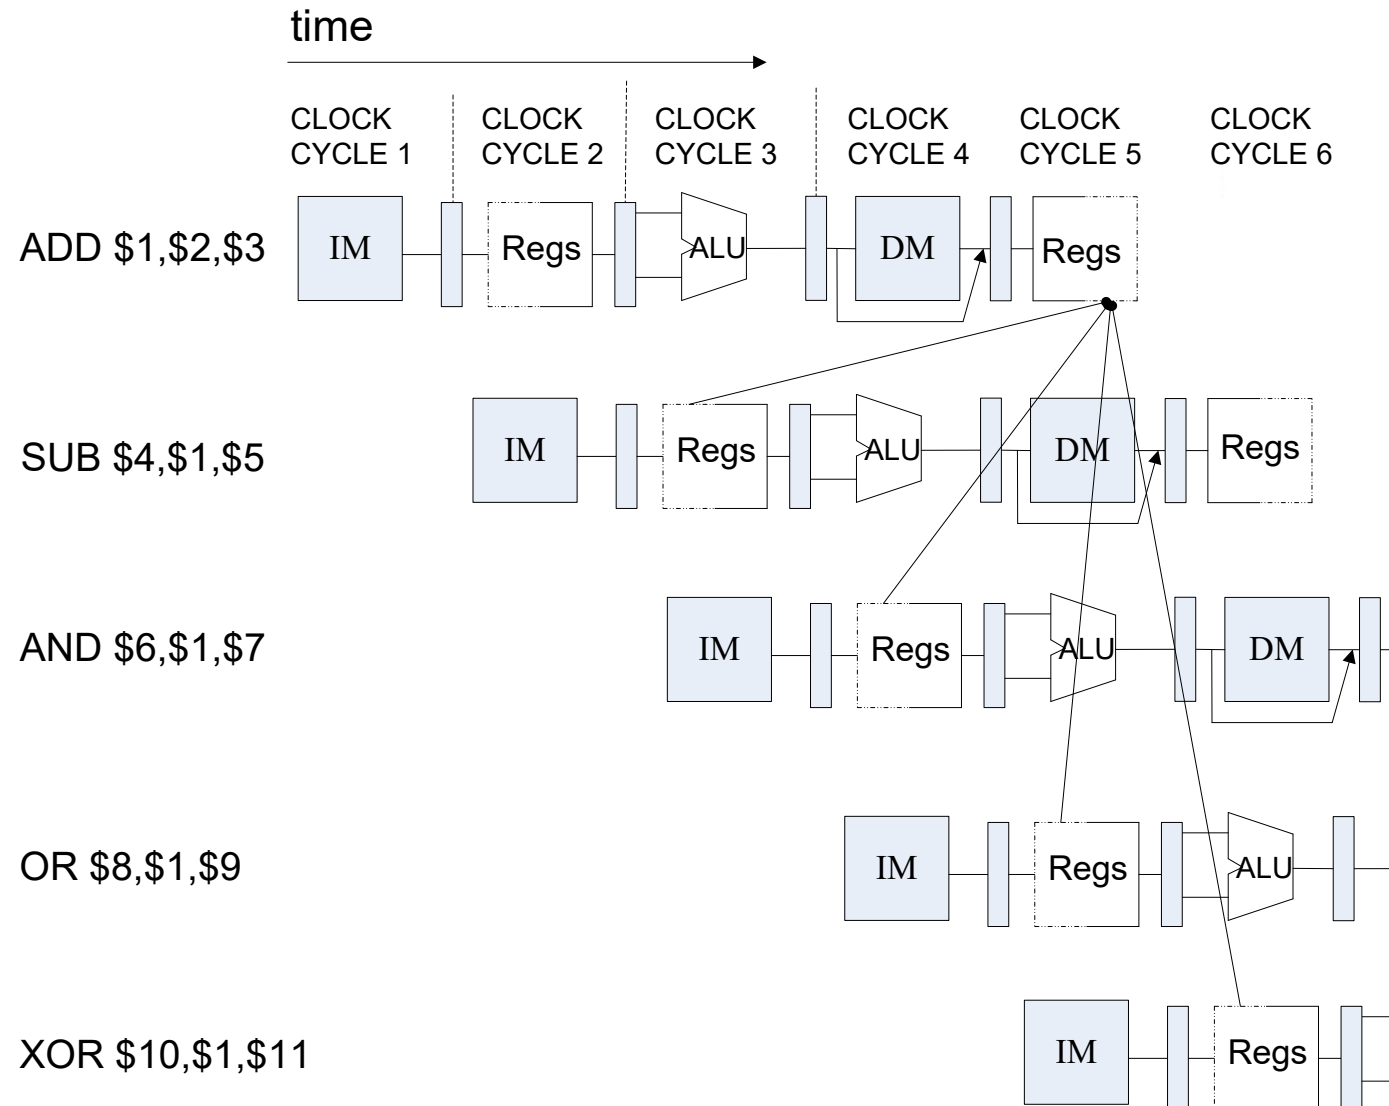 time
CLOCK CYCLE 1
CLOCK CYCLE 2
CLOCK CYCLE 3
CLOCK CYCLE 4
CLOCK CYCLE 5
CLOCK CYCLE 6
ADD $1,$2,$3
IM
Regs
ALU
DM
Regs
SUB $4,$1,$5
IM
Regs
ALU
DM
Regs
AND $6,$1,$7
IM
Regs
ALU
DM
OR $8,$1,$9
IM
Regs
ALU
XOR $10,$1,$11
IM
Regs